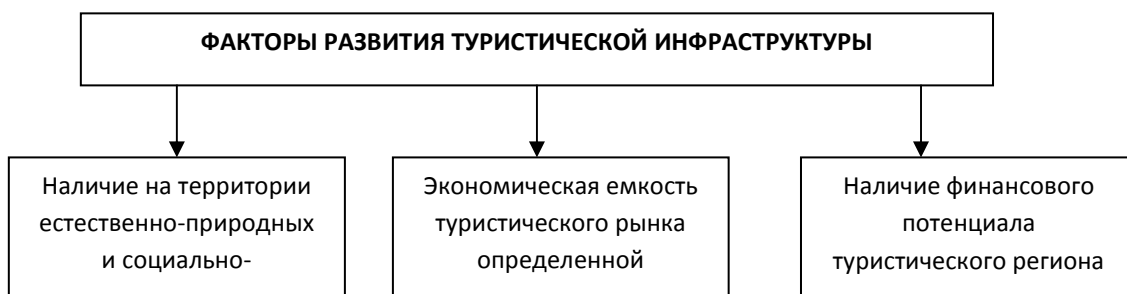 ФАКТОРЫ РАЗВИТИЯ ТУРИСТИЧЕСКОЙ ИНФРАСТРУКТУРЫ
Наличие на территории
естественно-природных
и социально-
Экономическая емкость
туристического рынка
определенной
Наличие финансового
потенциала
туристического региона